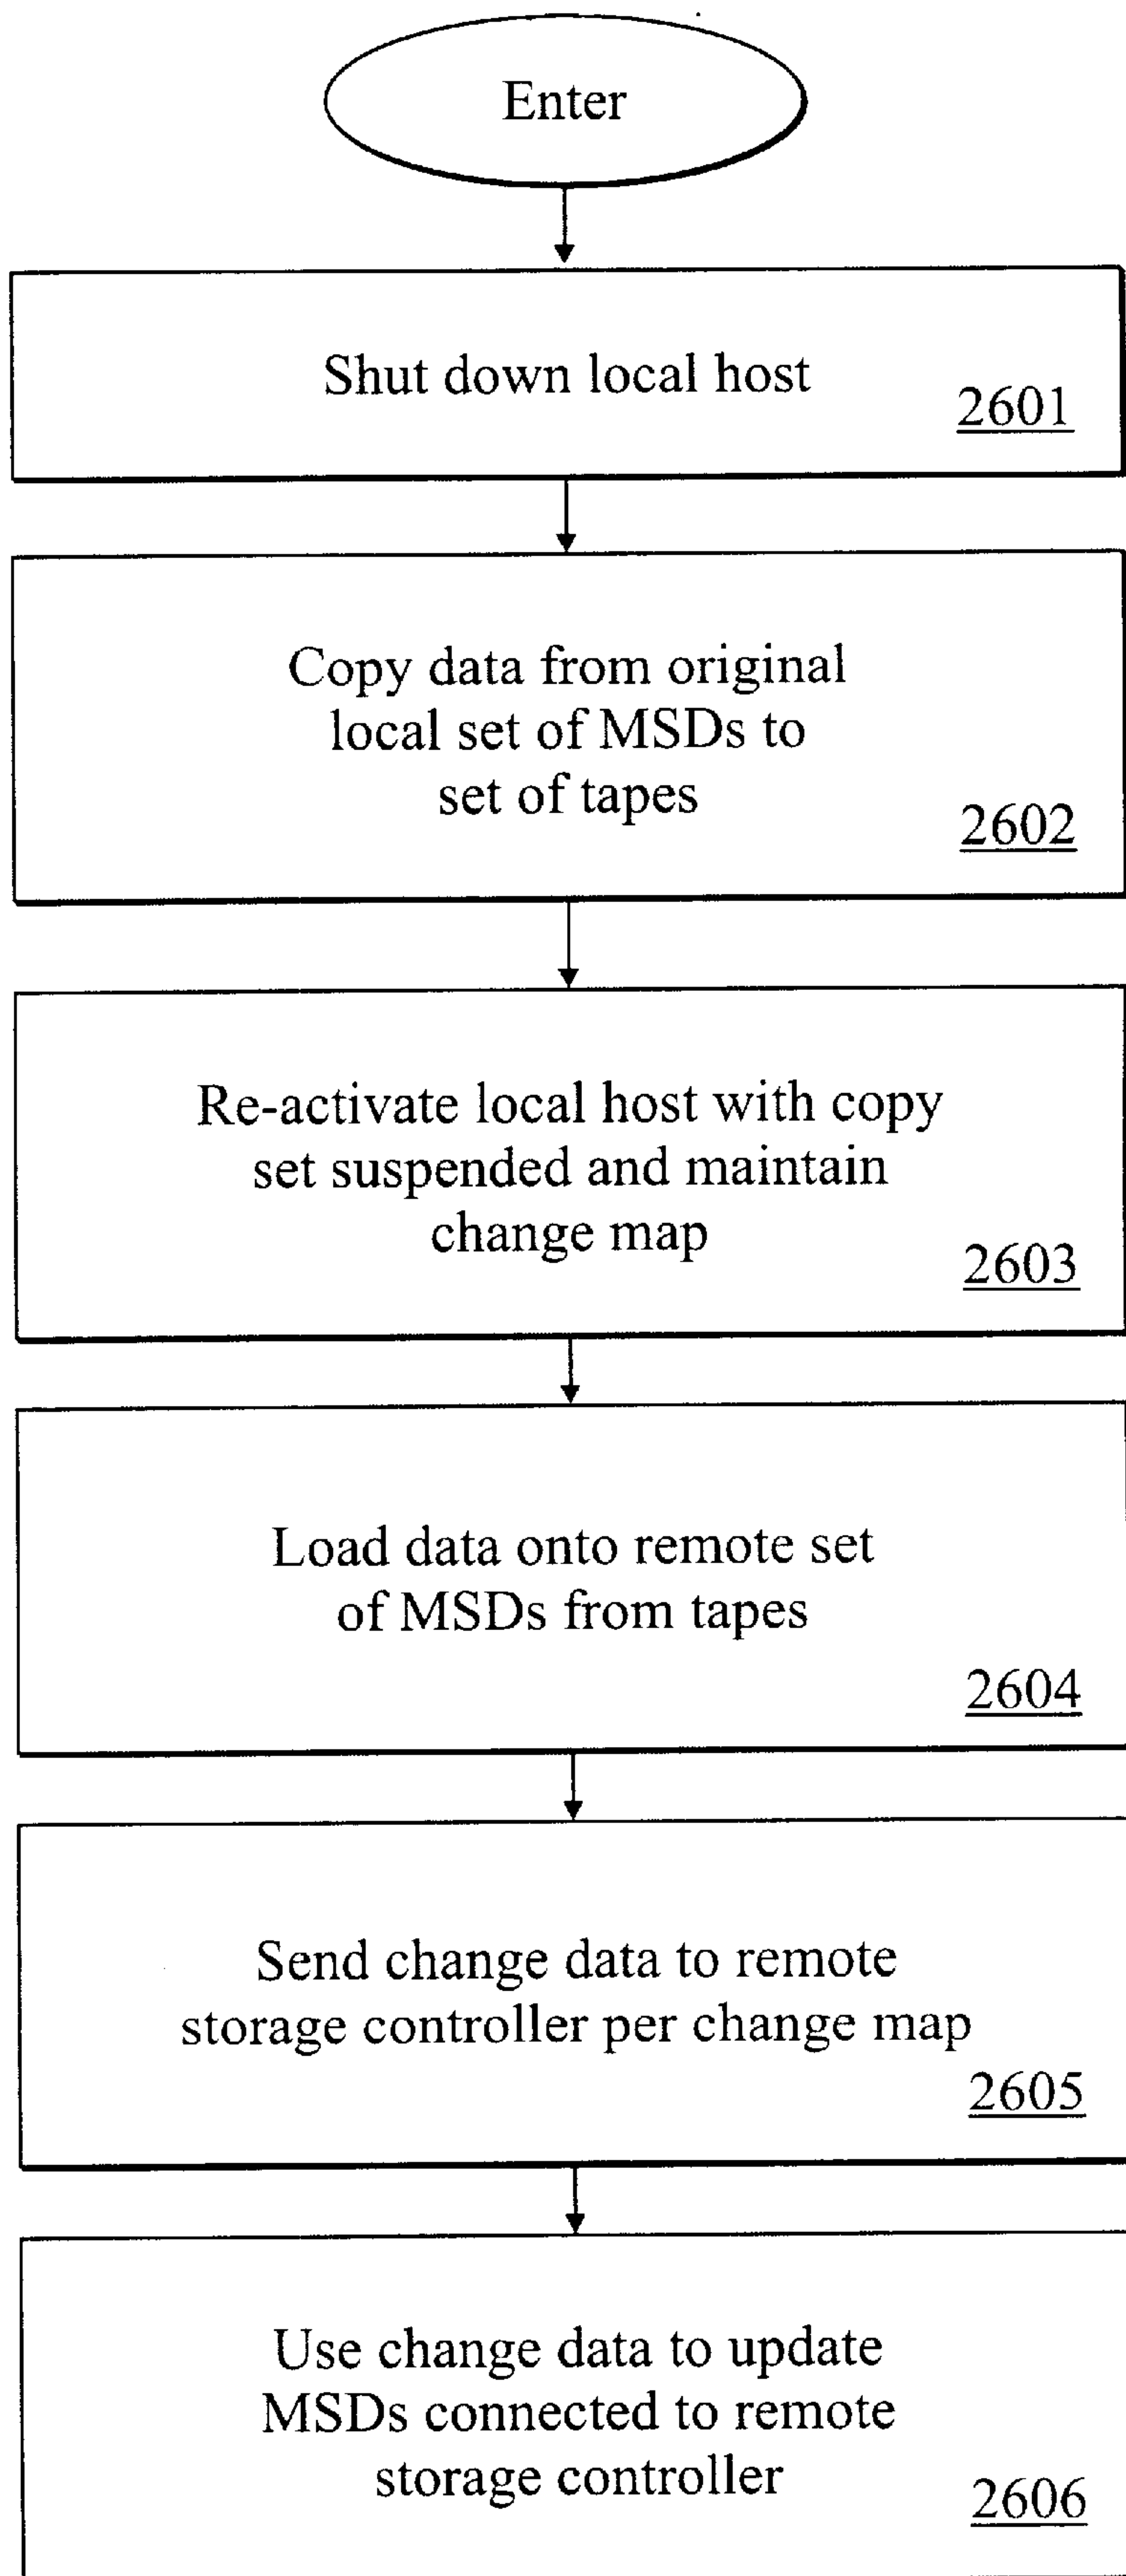 Enter
Shut down local host
2601
Copy data from original
local set of MSDs to
set of tapes
2602
Re-activate local host with copy
set suspended and maintain
change map
2603
Load data onto remote set
of MSDs from tapes
2604
Send change data to remote
storage controller per change map
2605
Use change data to update
MSDs connected to remote
storage controller
2606